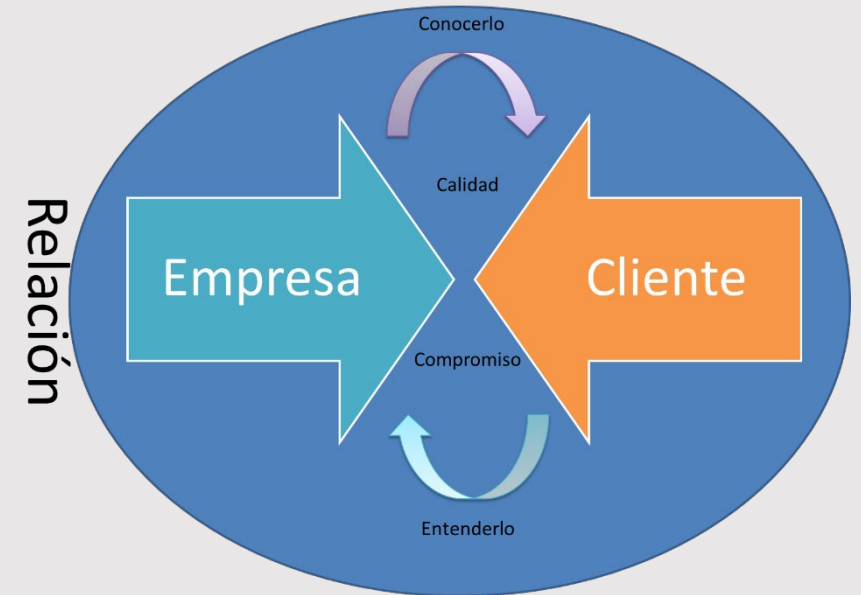 Conocerlo
Calidad
Relación
Empresa
Cliente
Compromiso
Entenderlo